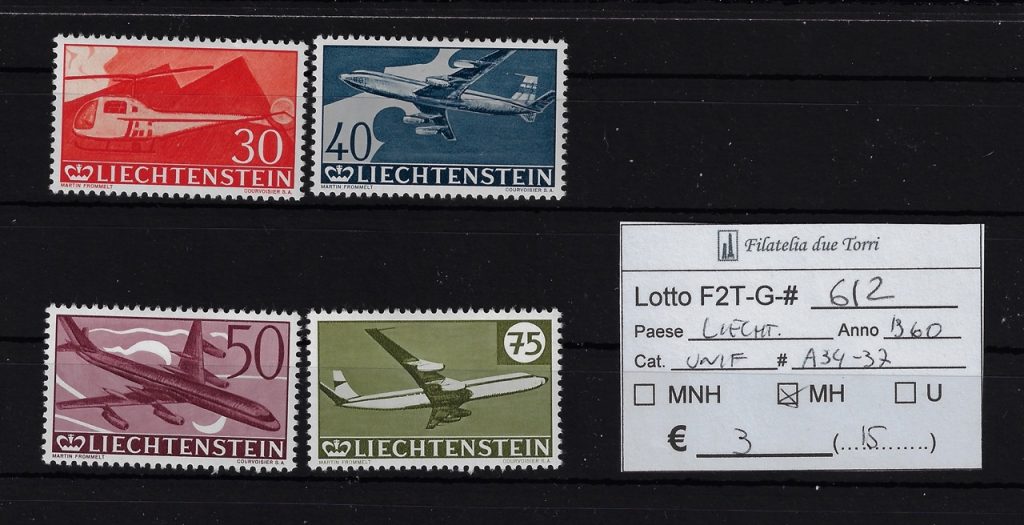 30
LIECHTENSTEIN
MARTIN FROMMELT COURVOISIER S.A.
40
LIECHTENSTEIN
MARTIN FROMMELT COURVOISIER S.A.
50
LIECHTENSTEIN
MARTIN FROMMELT COURVOISIER S.A.
75
LIECHTENSTEIN
MARTIN FROMMELT COURVOISIER S.A.
Filatelia due Torri
Lotto F2T-G-# 612
Paese LIECHT. Anno 1960
Cat. UNIF # A34-37
MNH MH U
€ 3 (...15........)